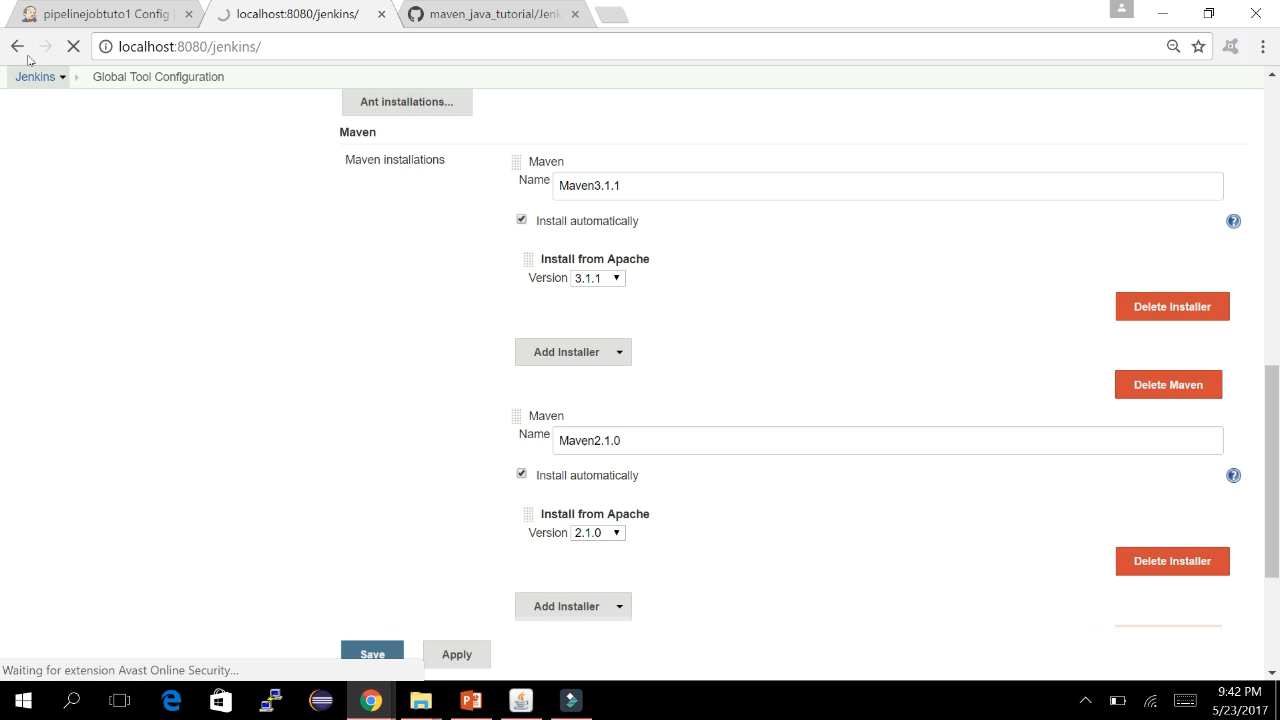 pipelinejobtuto1 Config
localhost:8080/jenkins/
maven_java_tutorial/Jenk
localhost:8080/jenkins/
Jenkins
Global Tool Configuration
Ant installations...
Maven
Maven installations
Maven
Name
Maven3.1.1
Install automatically
Install from Apache
Version
3.1.1
Delete Installer
Add Installer
Delete Maven
Maven
Name
Maven2.1.0
Install automatically
Install from Apache
Version
2.1.0
Delete Installer
Add Installer
Save
Apply
Waiting for extension Avast Online Security...
9:42 PM
5/23/2017